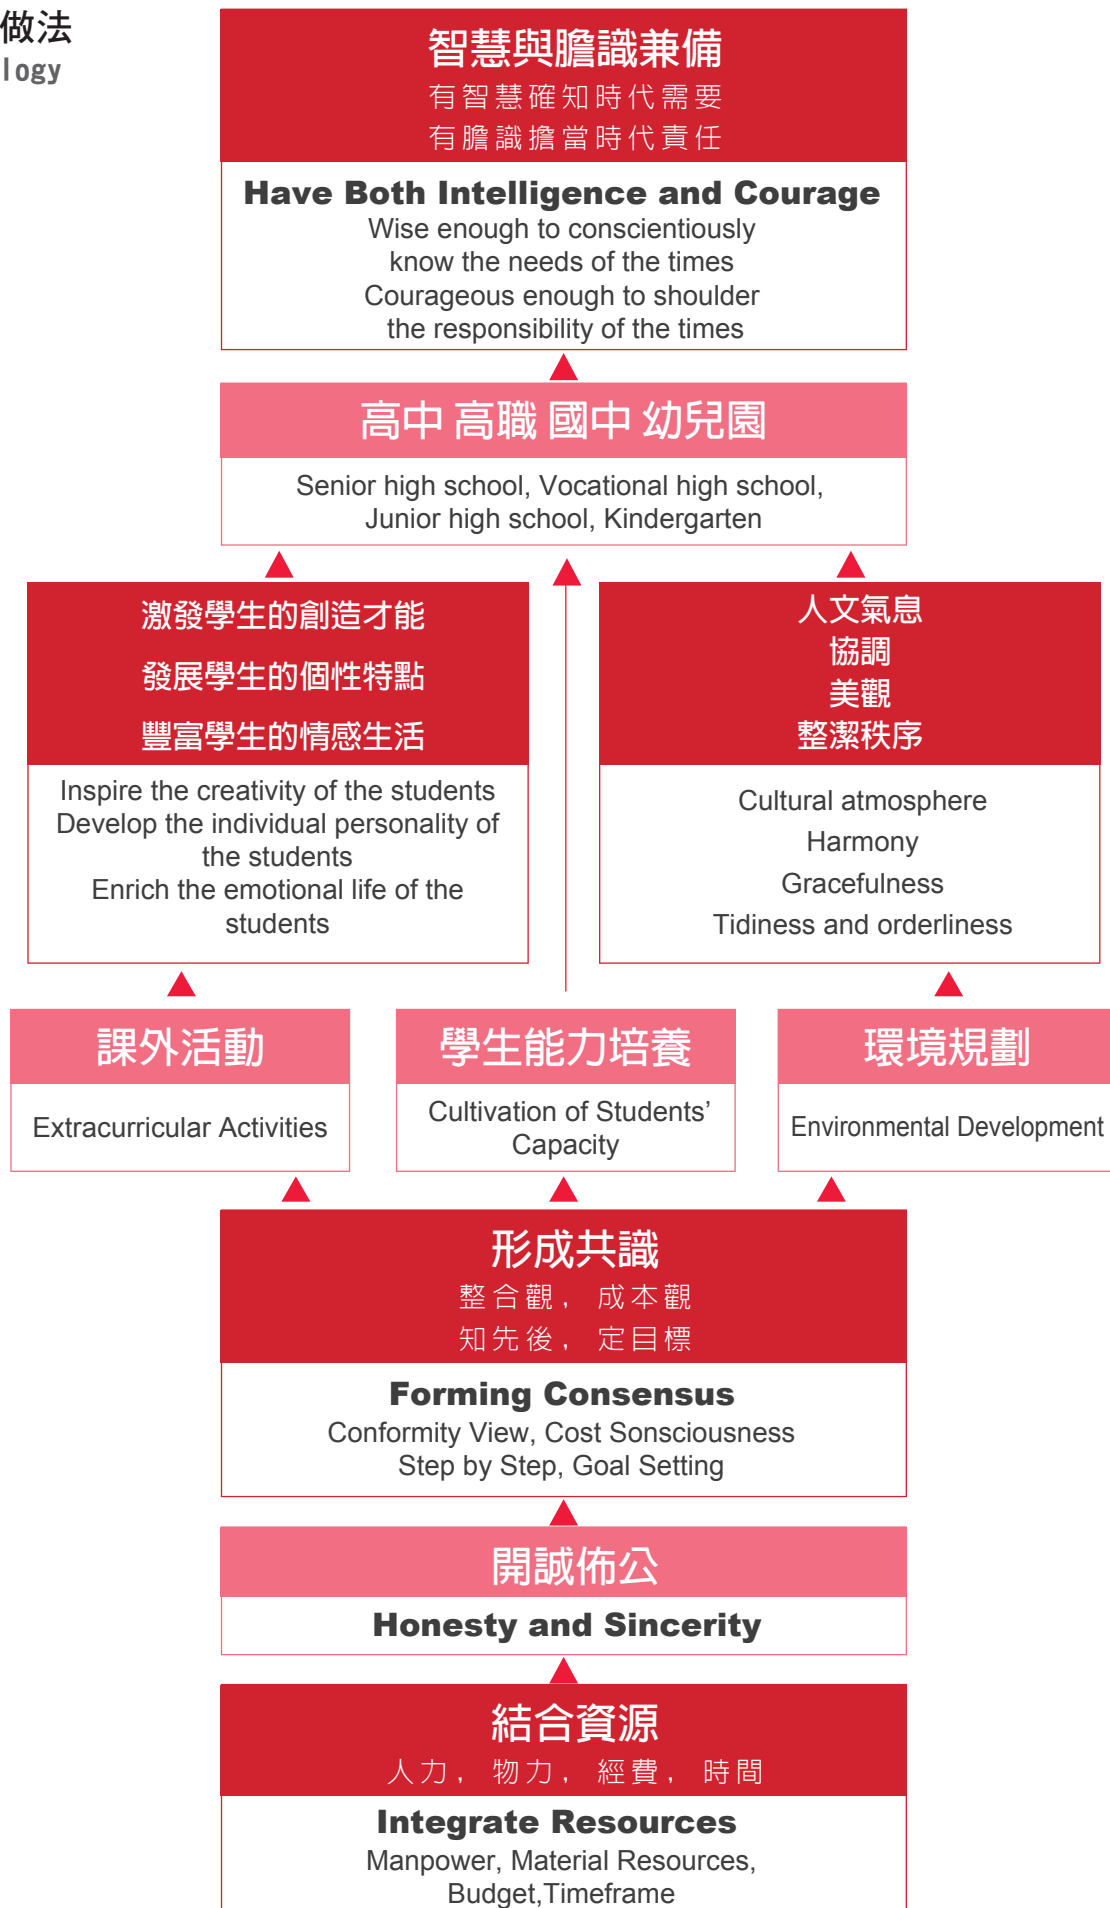 做法
logy
智慧與膽識兼備
有智慧確知時代需要
有膽識擔當時代責任
Have Both Intelligence and Courage
Wise enough to conscientiously
know the needs of the times
Courageous enough to shoulder
the responsibility of the times
高中 高職 國中 幼兒園
Senior high school, Vocational high school,
Junior high school, Kindergarten
激發學生的創造才能
發展學生的個性特點
豐富學生的情感生活
Inspire the creativity of the students
Develop the individual personality of
the students
Enrich the emotional life of the
students
人文氣息
協調
美觀
整潔秩序
Cultural atmosphere
Harmony
Gracefulness
Tidiness and orderliness
課外活動
Extracurricular Activities
學生能力培養
Cultivation of Students’
Capacity
環境規劃
Environmental Development
形成共識
整合觀，成本觀
知先後，定目標
Forming Consensus
Conformity View, Cost Sonsciousness
Step by Step, Goal Setting
開誠佈公
Honesty and Sincerity
結合資源
人力，物力，經費，時間
Integrate Resources
Manpower, Material Resources,
Budget,Timeframe